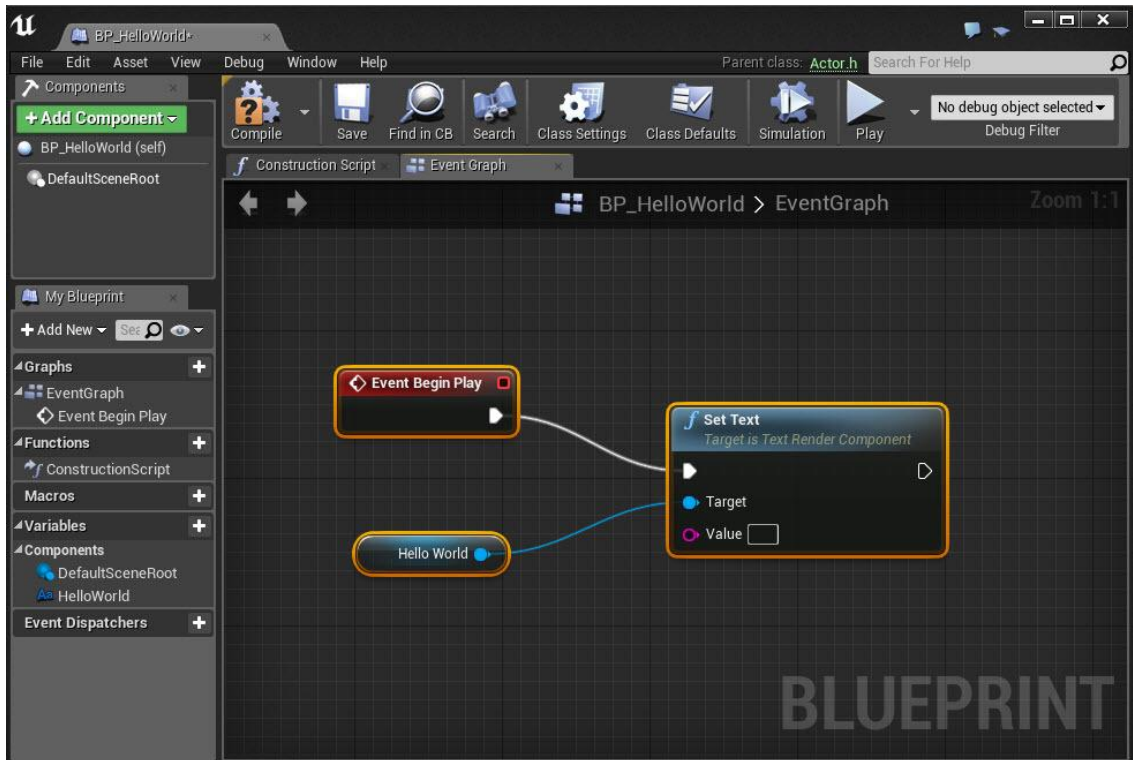 BP_HelloWorld*
File Edit Asset View Debug Window Help Parent class: Actor.h Search For Help
Components
+Add Component
BP_HelloWorld (self)
DefaultSceneRoot
Compile Save Find in CB Search Class Settings Class Defaults Simulation Play
No debug object selected
Debug Filter
f Construction Script Event Graph
BP_HelloWorld > EventGraph Zoom 1:1
My Blueprint
+Add New Sea
Graphs +
EventGraph
Event Begin Play
Functions +
f ConstructionScript
Macros +
Variables +
Components
DefaultSceneRoot
Aa HelloWorld
Event Dispatchers +
Event Begin Play
f Set Text
Target is Text Render Component
Target
Value
Hello World
BLUEPRINT